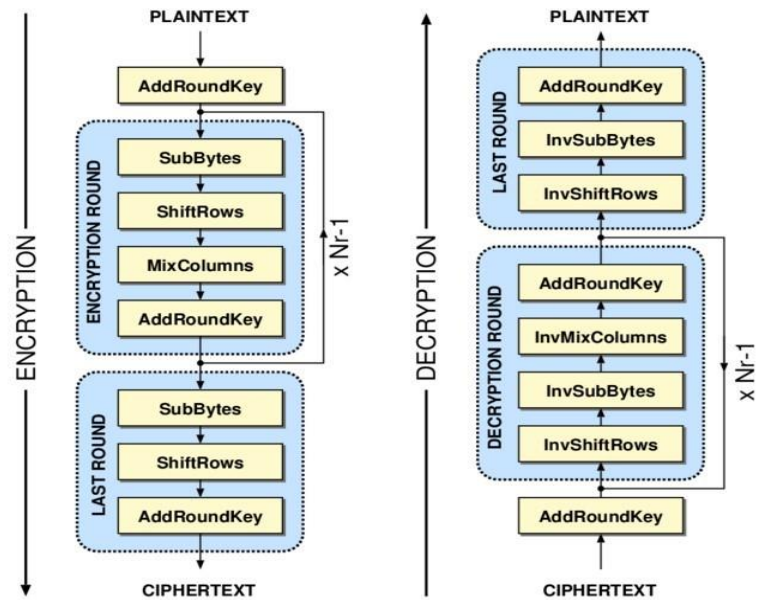 PLAINTEXT
AddRoundKey
SubBytes
ShiftRows
MixColumns
AddRoundKey
ENCRYPTION ROUND
x Nr-1
SubBytes
ShiftRows
AddRoundKey
LAST ROUND
CIPHERTEXT
ENCRYPTION
PLAINTEXT
AddRoundKey
InvSubBytes
InvShiftRows
LAST ROUND
AddRoundKey
InvMixColumns
InvSubBytes
InvShiftRows
DECRYPTION ROUND
x Nr-1
AddRoundKey
CIPHERTEXT
DECRYPTION